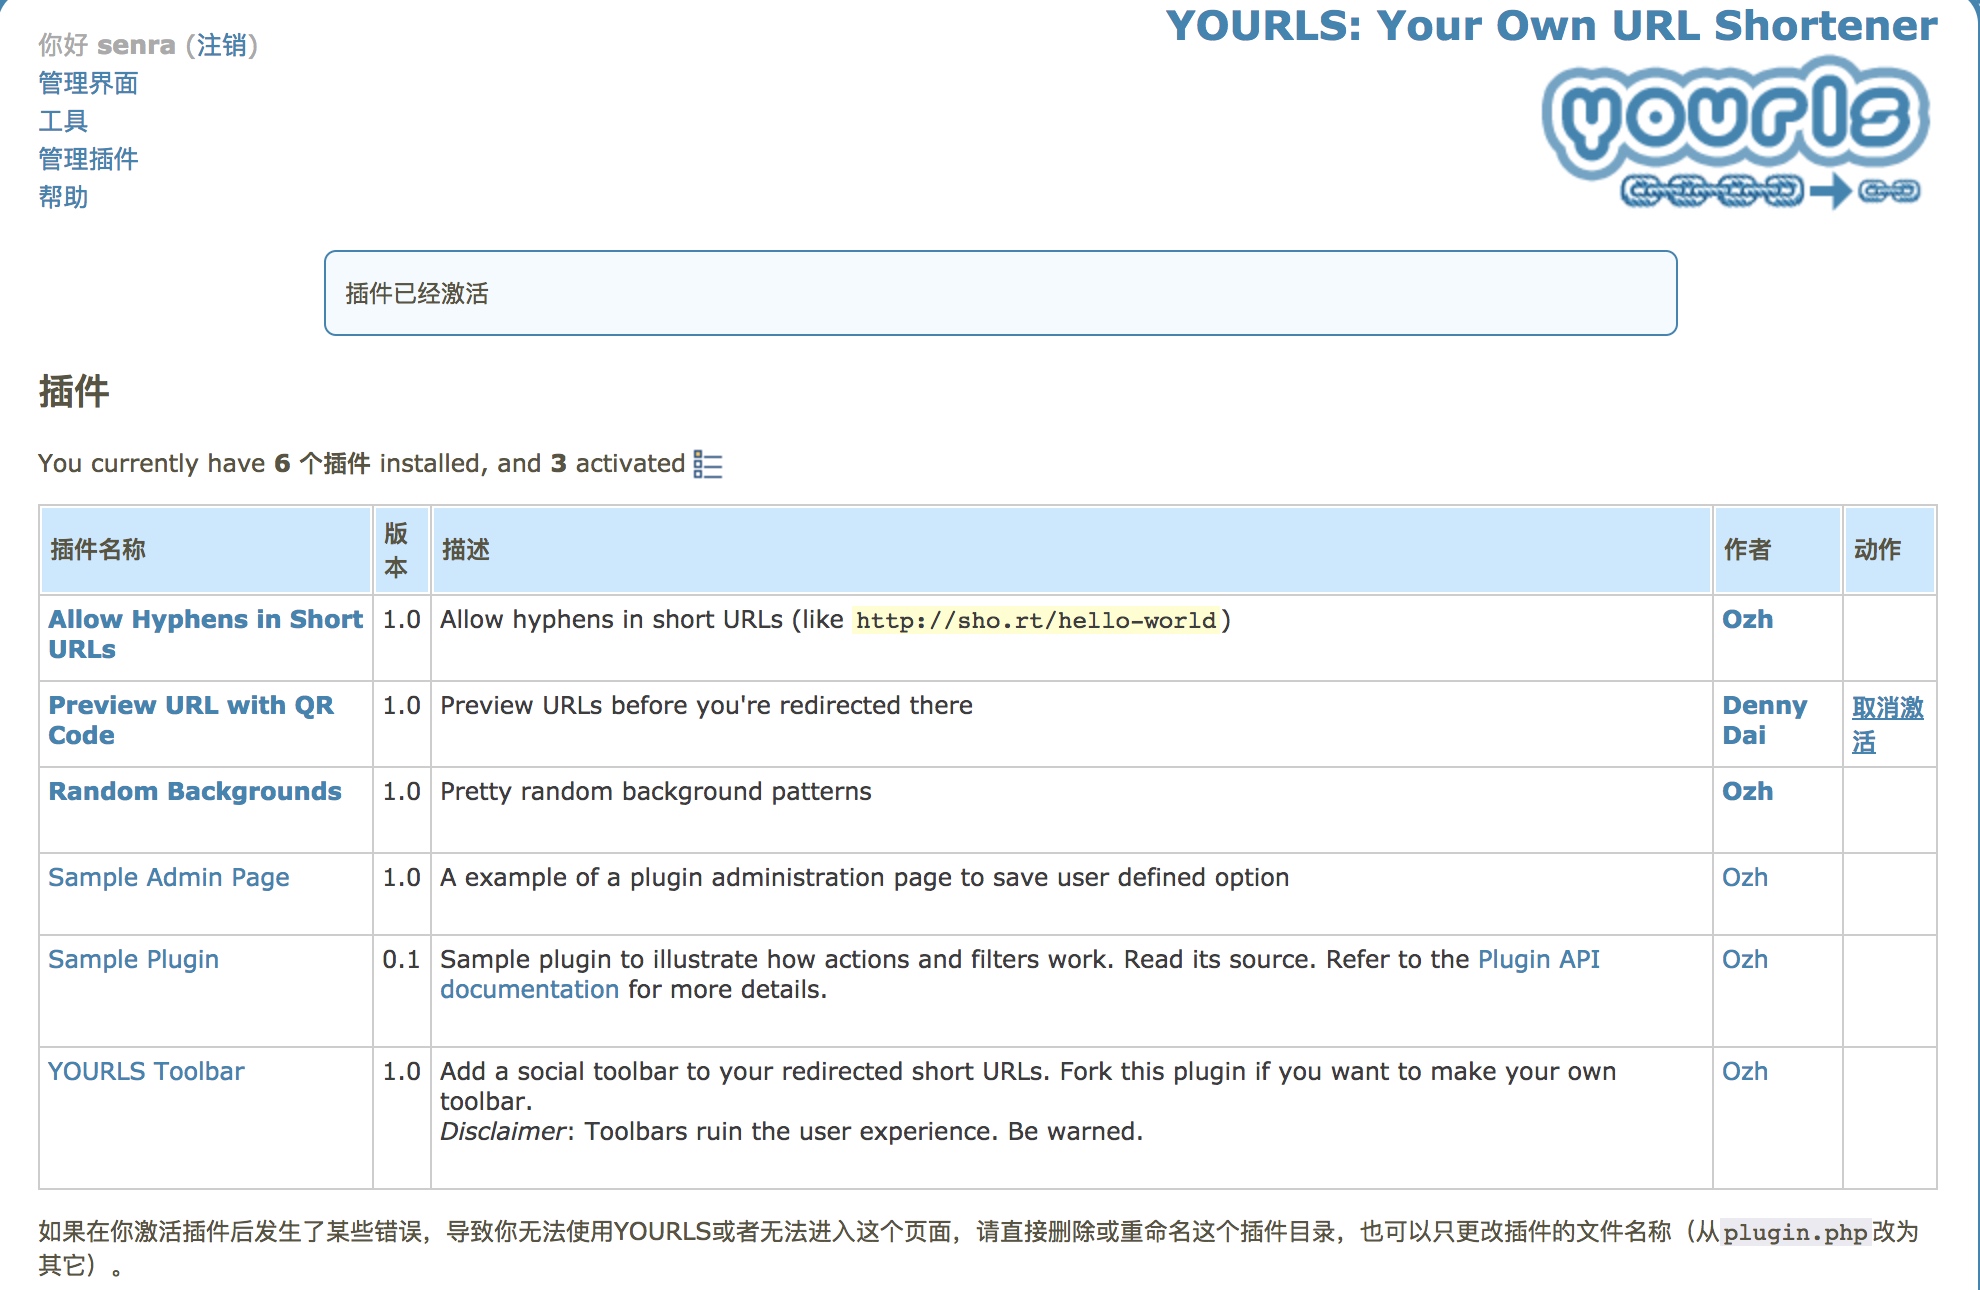 YOURLS: Your Own URL Shortener
yourls
你好 senra (注销)
管理界面
工具
管理插件
帮助
插件已经激活
插件
You currently have 6 个插件 installed, and 3 activated
插件名称 版本 描述 作者 动作
Allow Hyphens in Short URLs 1.0 Allow hyphens in short URLs (like http://sho.rt/hello-world) Ozh
Preview URL with QR Code 1.0 Preview URLs before you're redirected there Denny Dai 取消激活
Random Backgrounds 1.0 Pretty random background patterns Ozh
Sample Admin Page 1.0 A example of a plugin administration page to save user defined option Ozh
Sample Plugin 0.1 Sample plugin to illustrate how actions and filters work. Read its source. Refer to the Plugin API
documentation for more details. Ozh
YOURLS Toolbar 1.0 Add a social toolbar to your redirected short URLs. Fork this plugin if you want to make your own
toolbar.
Disclaimer: Toolbars ruin the user experience. Be warned. Ozh
如果在你激活插件后发生了某些错误，导致你无法使用YOURLS或者无法进入这个页面，请直接删除或重命名这个插件目录，也可以只更改插件的文件名称（从plugin.php改为
其它）。